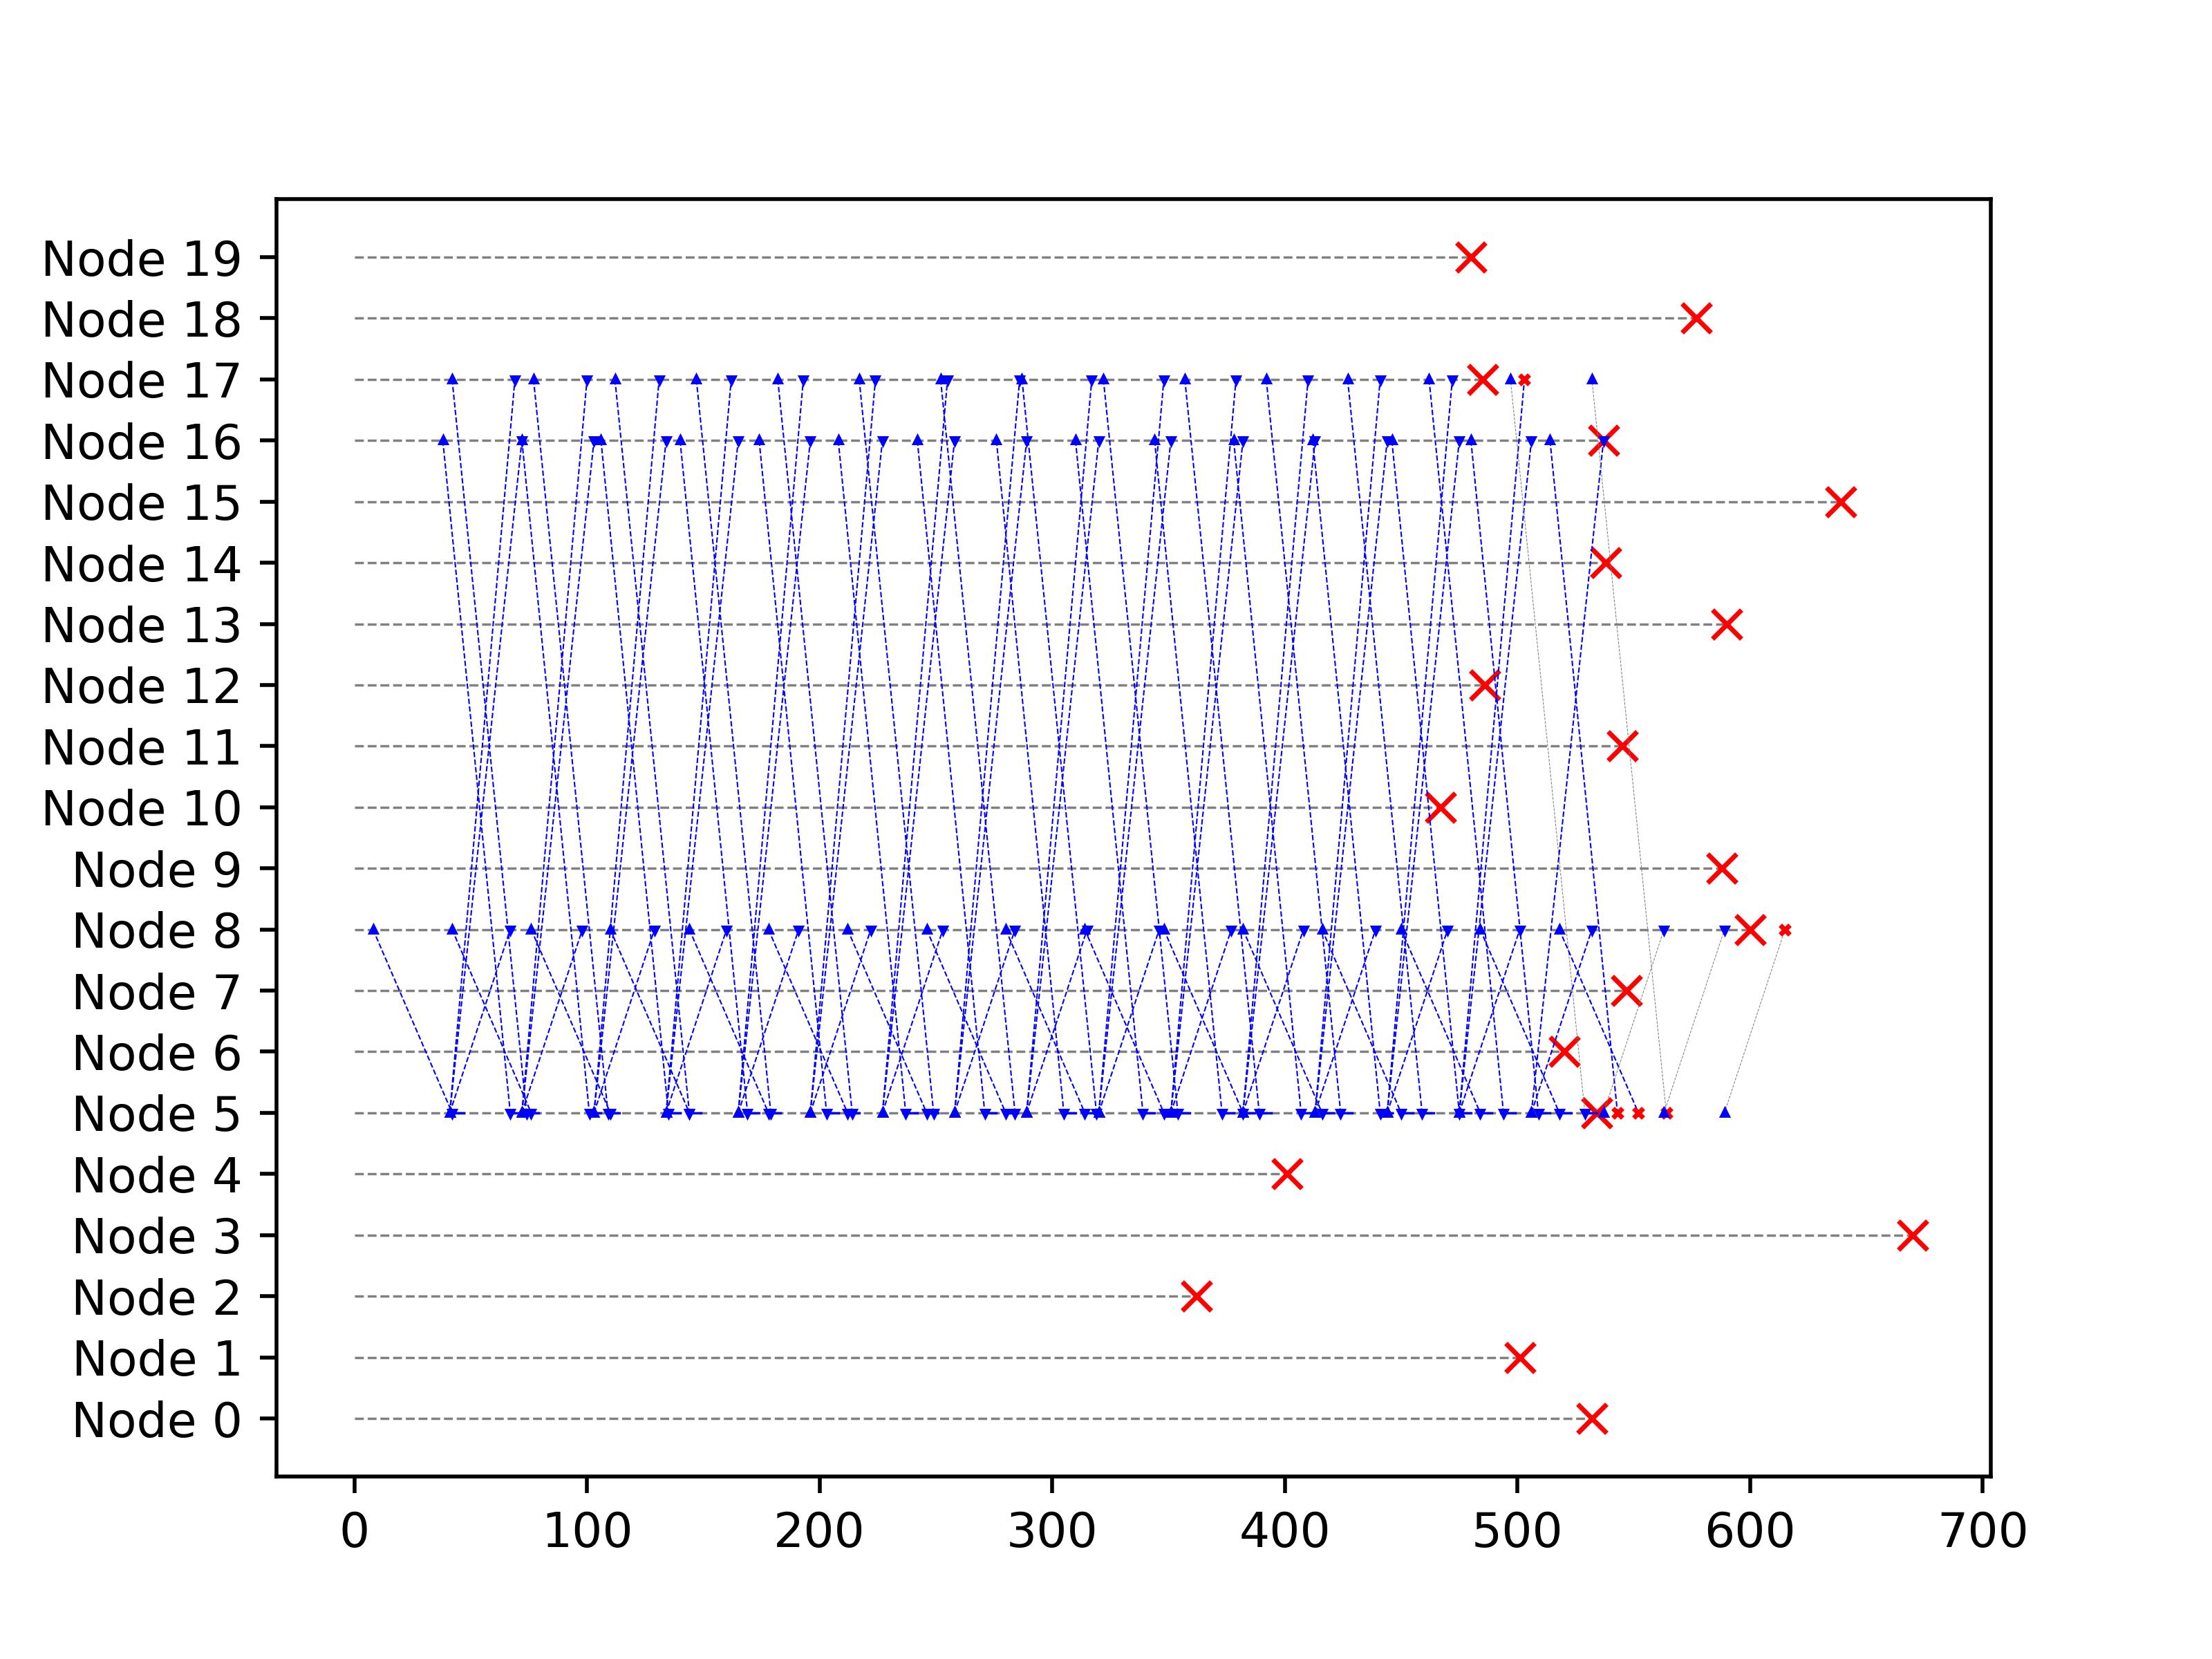 Node 19
Node 18
Node 17
Node 16
Node 15
Node 14
Node 13
Node 12
Node 11
Node 10
Node 9
Node 8
Node 7
Node 6
Node 5
Node 4
Node 3
Node 2
Node 1
Node 0
0 100 200 300 400 500 600 700